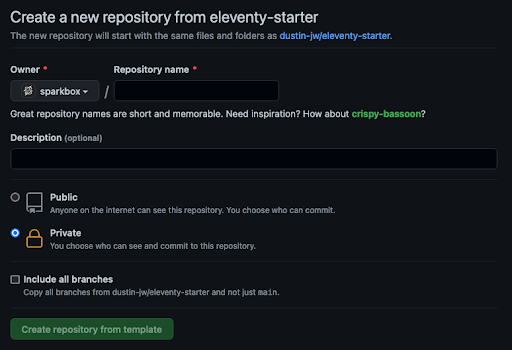 Create a new repository from eleventy-starter
The new repository will start with the same files and folders as dustin-jw/eleventy-starter.
Owner * Repository name *
sparkbox /
Great repository names are short and memorable. Need inspiration? How about crispy-bassoon?
Description (optional)
Public
Anyone on the internet can see this repository. You choose who can commit.
Private
You choose who can see and commit to this repository.
Include all branches
Copy all branches from dustin-jw/eleventy-starter and not just main.
Create repository from template